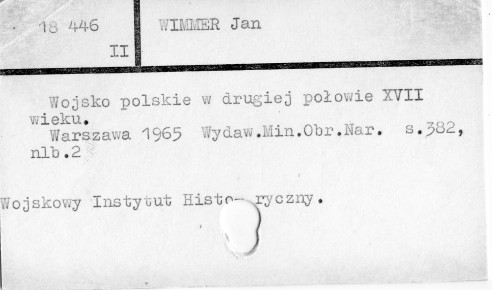 18 446 WIMMER Jan
II
Wojsko polskie w drugiej połowie XVII
wieku.
Warszawa 1965 Wydaw.Min.Obr.Nar. s.382,
nlb.2
Wojskowy Instytut Histo- ryczny.